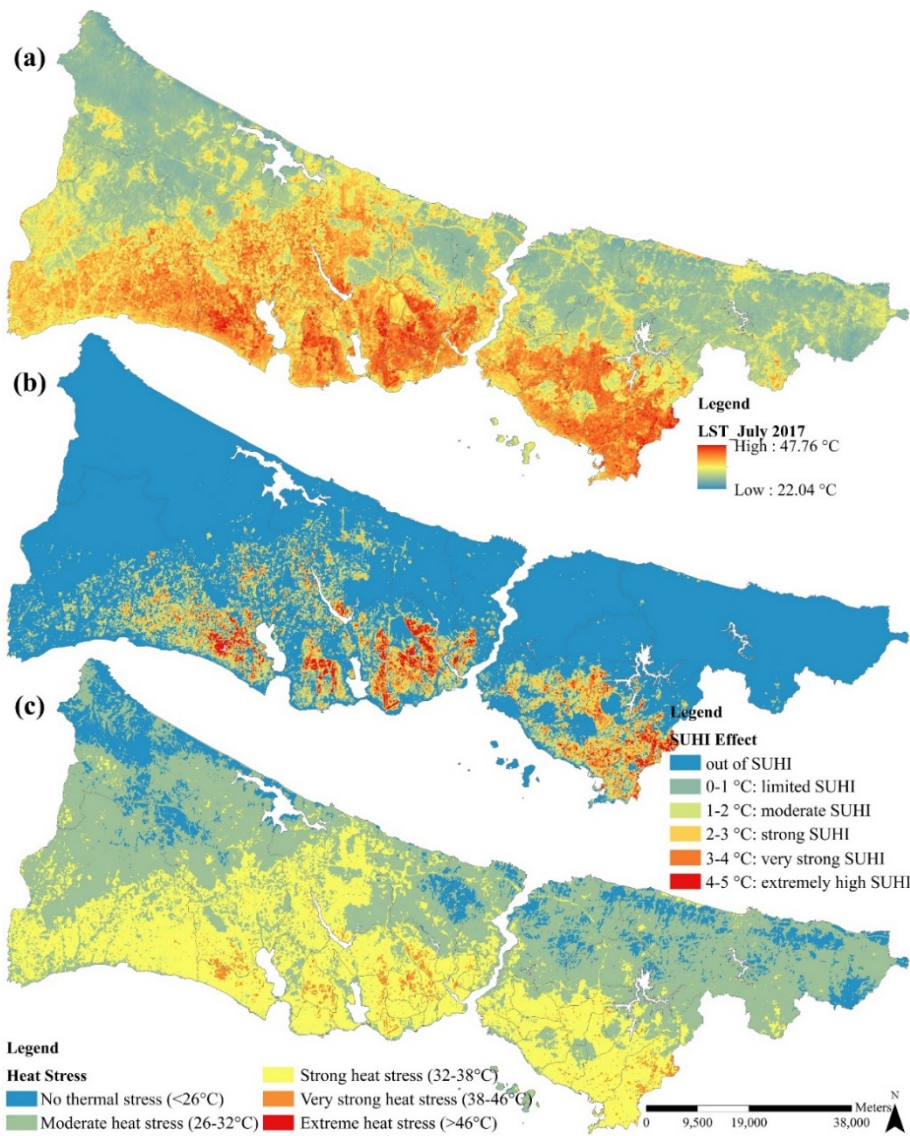 (a)
Legend
LST_July 2017
High : 47.76 °C
Low : 22.04 °C
(b)
Legend
SUHI Effect
out of SUHI
0-1 °C: limited SUHI
1-2 °C: moderate SUHI
2-3 °C: strong SUHI
3-4 °C: very strong SUHI
4-5 °C: extremely high SUHI
(c)
Legend
Heat Stress
No thermal stress (<26°C)
Moderate heat stress (26-32°C)
Strong heat stress (32-38°C)
Very strong heat stress (38-46°C)
Extreme heat stress (>46°C)
Meters
0 9,500 19,000 38,000
N